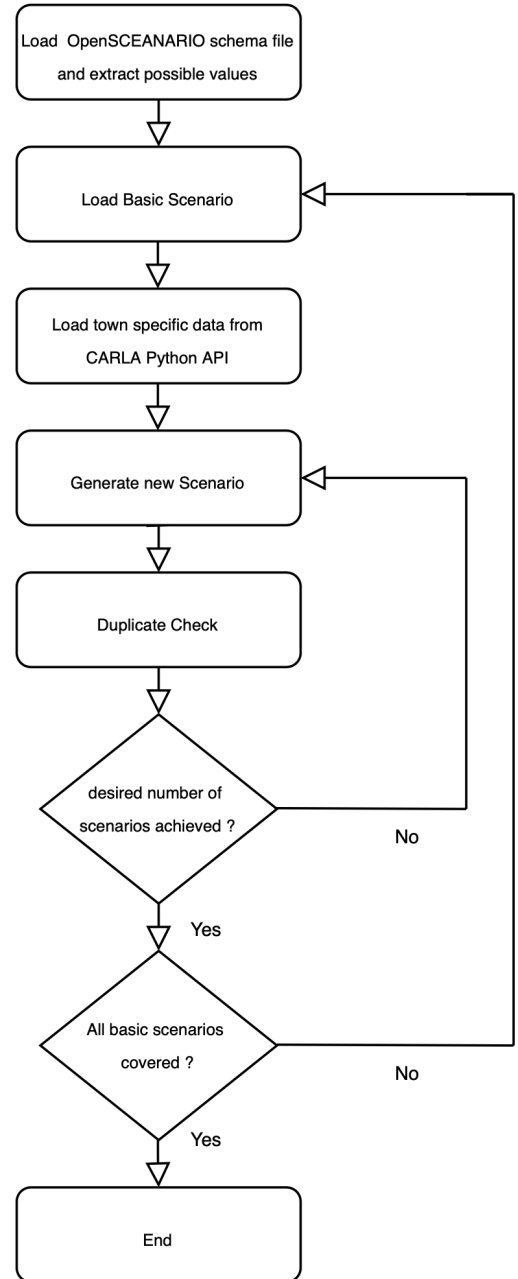 Load OpenSCEANARIO schema file
and extract possible values
Load Basic Scenario
Load town specific data from
CARLA Python API
Generate new Scenario
Duplicate Check
desired number of
scenarios achieved ?
No
Yes
All basic scenarios
covered ?
No
Yes
End